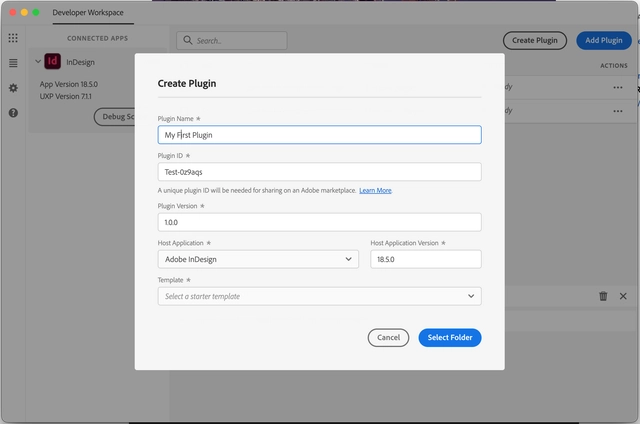 Developer Workspace
CONNECTED APPS
Search..
Create Plugin
Add Plugin
Id InDesign
ACTIONS
App Version 18.5.0
UXP Version 7.1.1
Debug Sc
Create Plugin
Plugin Name *
My First Plugin
Plugin ID *
Test-0z9aqs
A unique plugin ID will be needed for sharing on an Adobe marketplace. Learn More.
Plugin Version *
1.0.0
Host Application *
Host Application Version *
Adobe InDesign
18.5.0
Template *
Select a starter template
Cancel
Select Folder